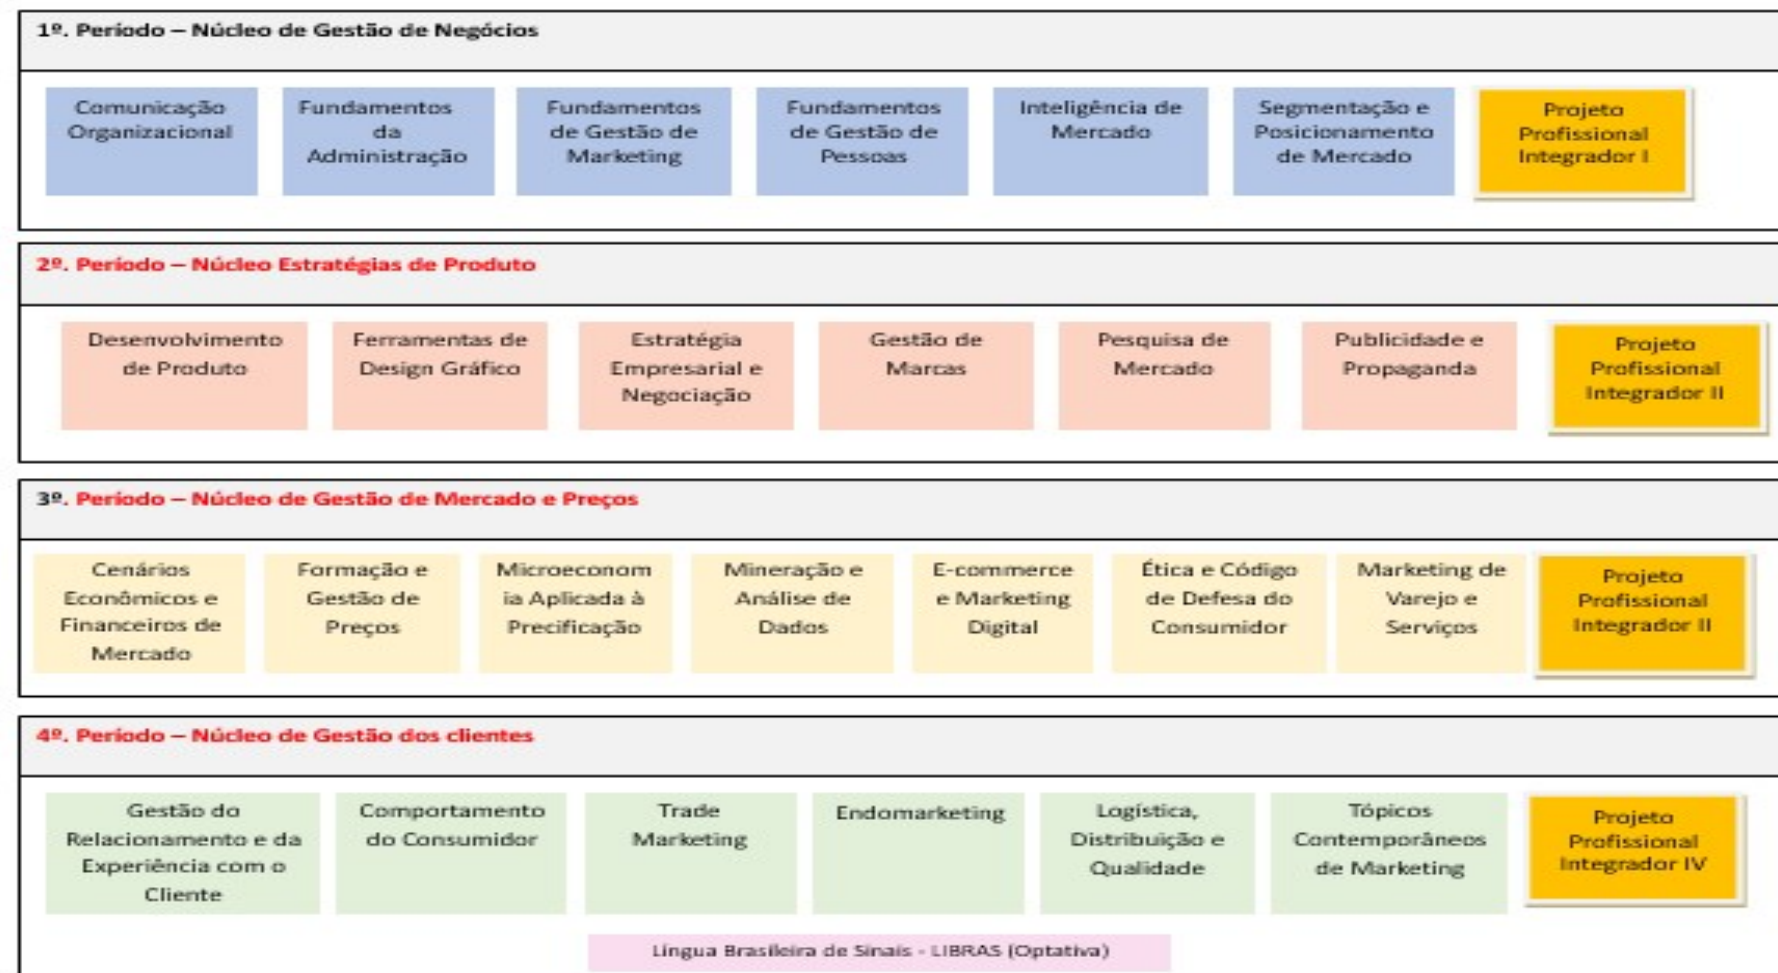 1º. Período – Núcleo de Gestão de Negócios
Comunicação
Organizacional
Fundamentos
da
Administração
Fundamentos
de Gestão de
Marketing
Fundamentos
de Gestão de
Pessoas
Inteligência de
Mercado
Segmentação e
Posicionamento
de Mercado
Projeto
Profissional
Integrador I
2º. Período – Núcleo Estratégias de Produto
Desenvolvimento
de Produto
Ferramentas de
Design Gráfico
Estratégia
Empresarial e
Negociação
Gestão de
Marcas
Pesquisa de
Mercado
Publicidade e
Propaganda
Projeto
Profissional
Integrador II
3º. Período – Núcleo de Gestão de Mercado e Preços
Cenários
Econômicos e
Financeiros de
Mercado
Formação e
Gestão de
Preços
Microeconom
ia Aplicada à
Precificação
Mineração e
Análise de
Dados
E-commerce
e Marketing
Digital
Ética e Código
de Defesa do
Consumidor
Marketing de
Varejo e
Serviços
Projeto
Profissional
Integrador II
4º. Período – Núcleo de Gestão dos clientes
Gestão do
Relacionamento e da
Experiência com o
Cliente
Comportamento
do Consumidor
Trade
Marketing
Endomarketing
Logística,
Distribuição e
Qualidade
Tópicos
Contemporâneos
de Marketing
Projeto
Profissional
Integrador IV
Língua Brasileira de Sinais - LIBRAS (Optativa)